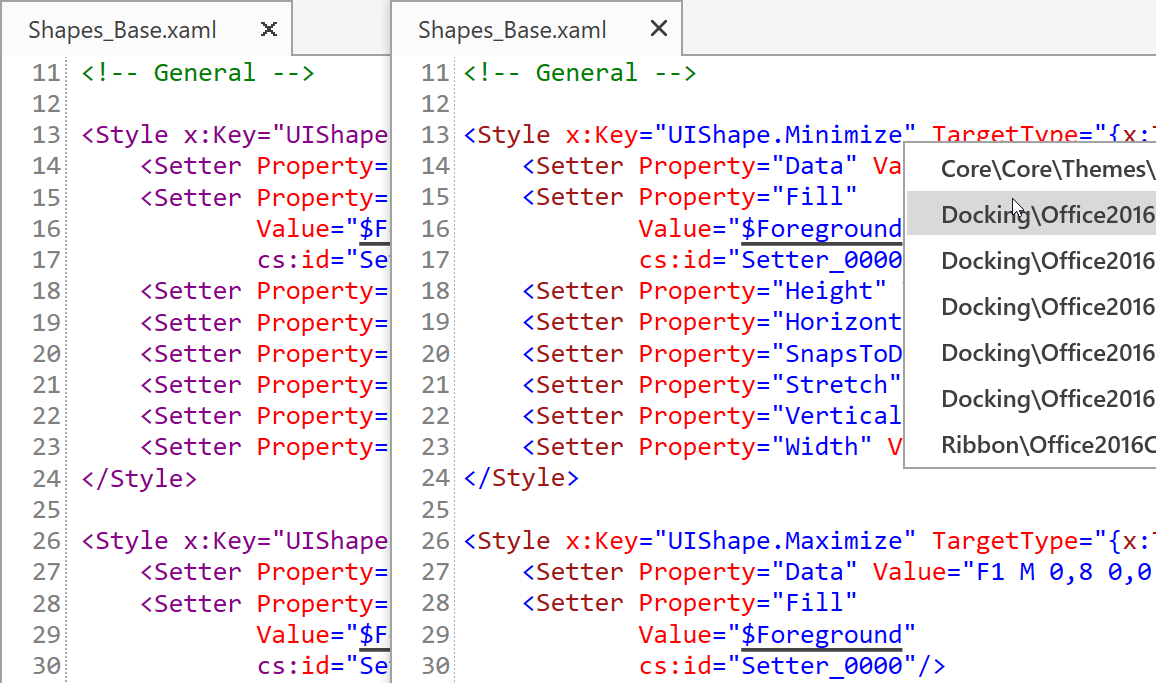 Shapes_Base.xaml
11 <!-- General -->
12
13 <Style x:Key="UIShape
14 <Setter Property=
15 <Setter Property=
16 Value="$F
17 cs:id="Se
18 <Setter Property=
19 <Setter Property=
20 <Setter Property=
21 <Setter Property=
22 <Setter Property=
23 <Setter Property=
24 </Style>
25
26 <Style x:Key="UIShape
27 <Setter Property=
28 <Setter Property=
29 Value="$F
30 cs:id="Se
Shapes_Base.xaml
11 <!-- General -->
12
13 <Style x:Key="UIShape.Minimize" TargetType="{x:
14 <Setter Property="Data" Va
15 <Setter Property="Fill"
16 Value="$Foreground
17 cs:id="Setter_0000
18 <Setter Property="Height"
19 <Setter Property="Horizont
20 <Setter Property="SnapsToD
21 <Setter Property="Stretch"
22 <Setter Property="Vertical
23 <Setter Property="Width" V
24 </Style>
25
26 <Style x:Key="UIShape.Maximize" TargetType="{x:
27 <Setter Property="Data" Value="F1 M 0,8 0,0
28 <Setter Property="Fill"
29 Value="$Foreground"
30 cs:id="Setter_0000"/>
Core\Core\Themes\
Docking\Office2016
Docking\Office2016
Docking\Office2016
Docking\Office2016
Docking\Office2016
Ribbon\Office2016C